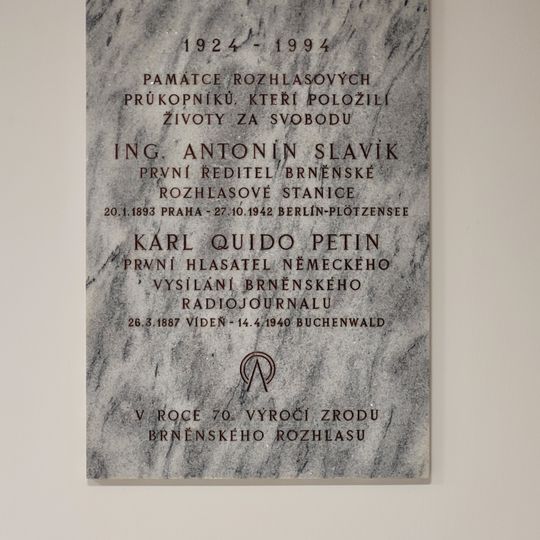 1924 - 1994
PAMÁTCE ROZHLASOVÝCH
PRŮKOPNÍKŮ, KTEŘÍ POLOŽILI
ŽIVOTY ZA SVOBODU
ING. ANTONÍN SLAVÍK
PRVNÍ ŘEDITEL BRNĚNSKÉ
ROZHLASOVÉ STANICE
20.1.1893 PRAHA - 27.10.1942 BERLÍN-PLÖTZENSEE
KARL QUIDO PETIN
PRVNÍ HLASATEL NĚMECKÉHO
VYSÍLÁNÍ BRNĚNSKÉHO
RADIOJOURNALU
26.3.1887 VÍDEŇ - 14.4.1940 BUCHENWALD
V ROCE 70. VÝROČÍ ZRODU
BRNĚNSKÉHO ROZHLASU